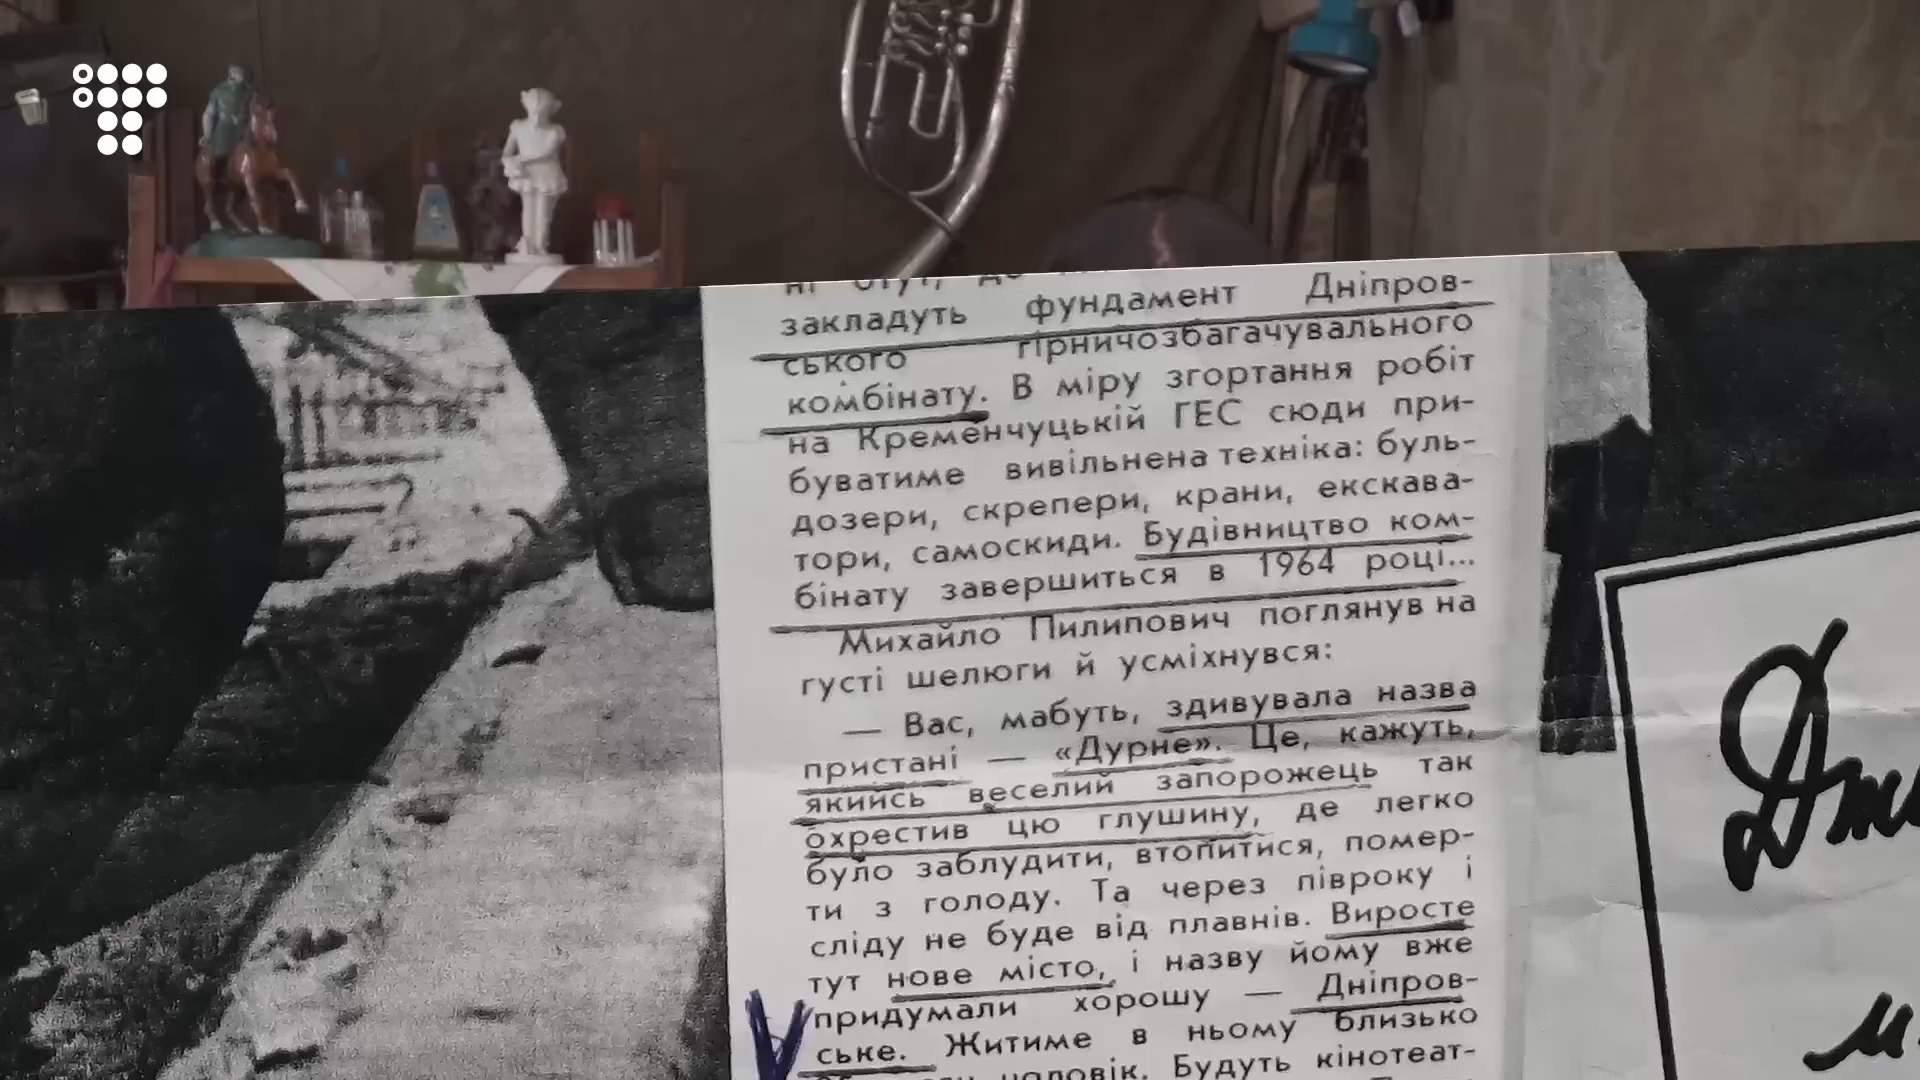 ні отут,
закладуть фундамент Дніпров-
ського гірничозбагачувального
комбінату. В міру згортання робіт
на Кременчуцькій ГЕС сюди при-
буватиме вивільнена техніка: буль-
дозери, скрепери, крани, екскава-
тори, самоскиди. Будівництво ком-
бінату завершиться в 1964 році...
Михайло Пилипович поглянув на
густі шелюги й усміхнувся:
— Вас, мабуть, здивувала назва
пристані — «Дурне». Це, кажуть,
якийсь веселий запорожець так
охрестив цю глушину, де легко
було заблудити, втопитися, помер-
ти з голоду. Та через півроку і
сліду не буде від плавнів. Виросте
тут нове місто, і назву йому вже
придумали хорошу — Дніпров-
ське. Житиме в ньому близько
чоловік. Будуть кінотеат-